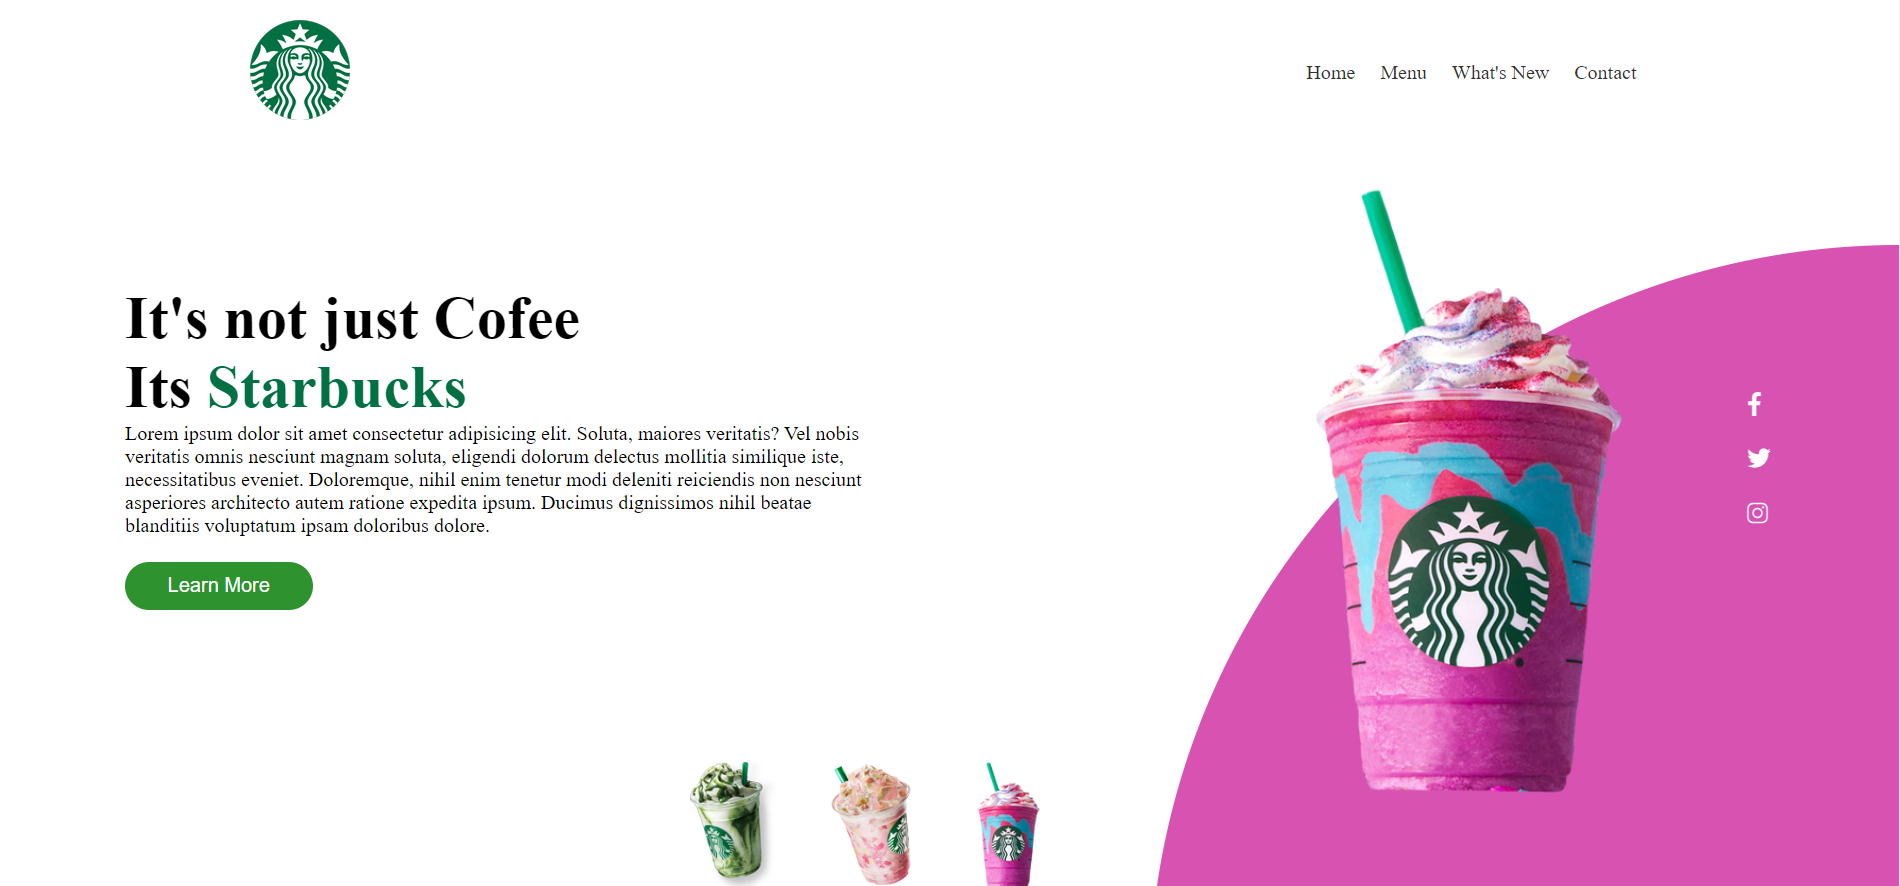 Home Menu What's New Contact
It's not just Cofee
Its Starbucks
Lorem ipsum dolor sit amet consectetur adipisicing elit. Soluta, maiores veritatis? Vel nobis
veritatis omnis nesciunt magnam soluta, eligendi dolorum delectus mollitia similique iste,
necessitatibus eveniet. Doloremque, nihil enim tenetur modi deleniti reiciendis non nesciunt
asperiores architecto autem ratione expedita ipsum. Ducimus dignissimos nihil beatae
blanditiis voluptatum ipsam doloribus dolore.
Learn More